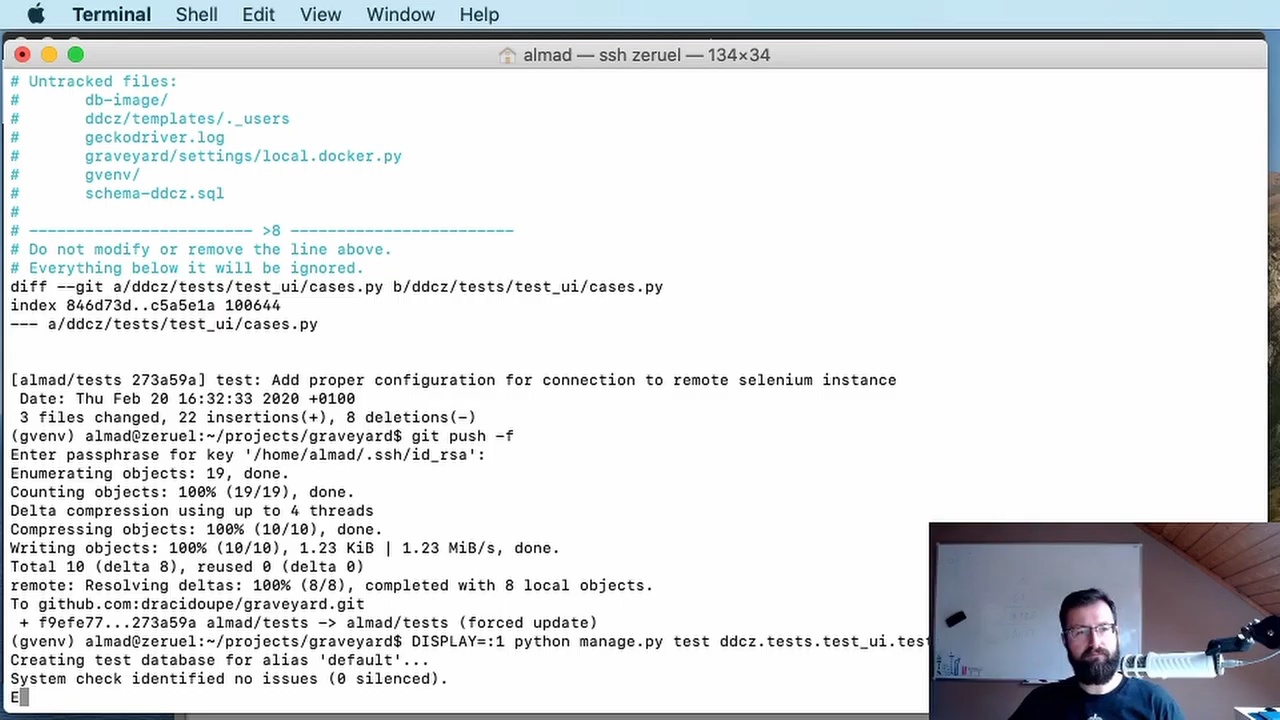 Terminal Shell Edit View Window Help
almad — ssh zeruel — 134×34
# Untracked files:
# db-image/
# ddcz/templates/._users
# geckodriver.log
# graveyard/settings/local.docker.py
# gvenv/
# schema-ddcz.sql
#
# ------------------------ >8 ------------------------
# Do not modify or remove the line above.
# Everything below it will be ignored.
diff --git a/ddcz/tests/test_ui/cases.py b/ddcz/tests/test_ui/cases.py
index 846d73d..c5a5e1a 100644
--- a/ddcz/tests/test_ui/cases.py
[almad/tests 273a59a] test: Add proper configuration for connection to remote selenium instance
Date: Thu Feb 20 16:32:33 2020 +0100
3 files changed, 22 insertions(+), 8 deletions(-)
(gvenv) almad@zeruel:~/projects/graveyard$ git push -f
Enter passphrase for key '/home/almad/.ssh/id_rsa':
Enumerating objects: 19, done.
Counting objects: 100% (19/19), done.
Delta compression using up to 4 threads
Compressing objects: 100% (10/10), done.
Writing objects: 100% (10/10), 1.23 KiB | 1.23 MiB/s, done.
Total 10 (delta 8), reused 0 (delta 0)
remote: Resolving deltas: 100% (8/8), completed with 8 local objects.
To github.com:dracidoupe/graveyard.git
+ f9efe77...273a59a almad/tests -> almad/tests (forced update)
(gvenv) almad@zeruel:~/projects/graveyard$ DISPLAY=:1 python manage.py test ddcz.tests.test_ui.test
Creating test database for alias 'default'...
System check identified no issues (0 silenced).
E